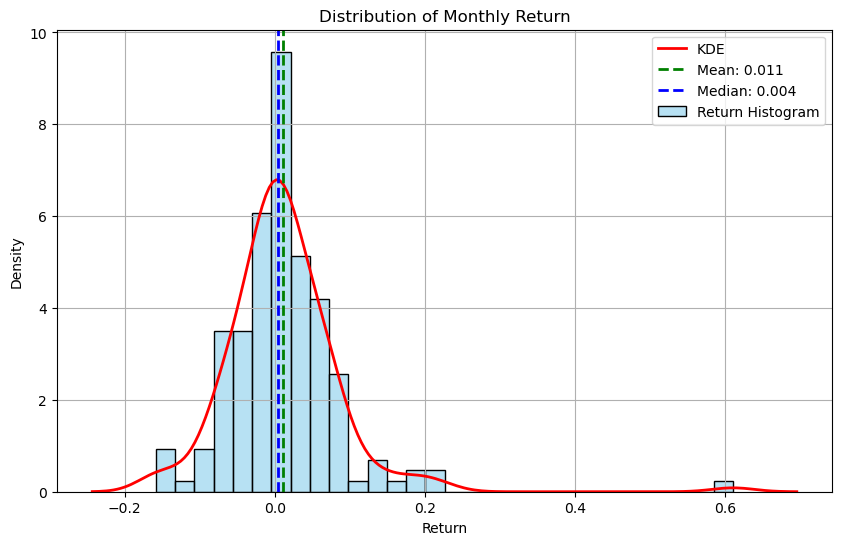 Distribution of Monthly Return
KDE
Mean: 0.011
Median: 0.004
Return Histogram
10
8
6
4
2
0
Density
−0.2
0.0
0.2
0.4
0.6
Return